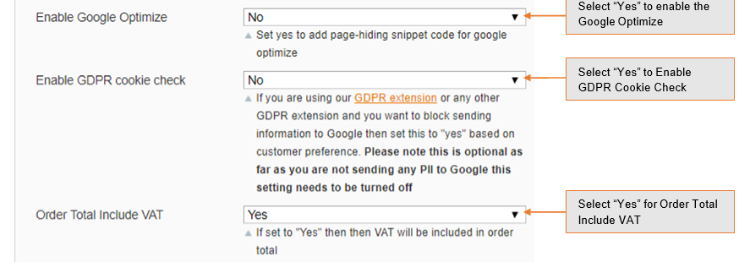 Enable Google Optimize
No
Set yes to add page-hiding snippet code for google
optimize
Select “Yes” to enable the
Google Optimize
Enable GDPR cookie check
No
If you are using our GDPR extension or any other
GDPR extension and you want to block sending
information to Google then set this to "yes" based on
customer preference. Please note this is optional as
far as you are not sending any PII to Google this
setting needs to be turned off
Select “Yes” to Enable
GDPR Cookie Check
Order Total Include VAT
Yes
If set to "Yes" then then VAT will be included in order
total
Select “Yes” for Order Total
Include VAT